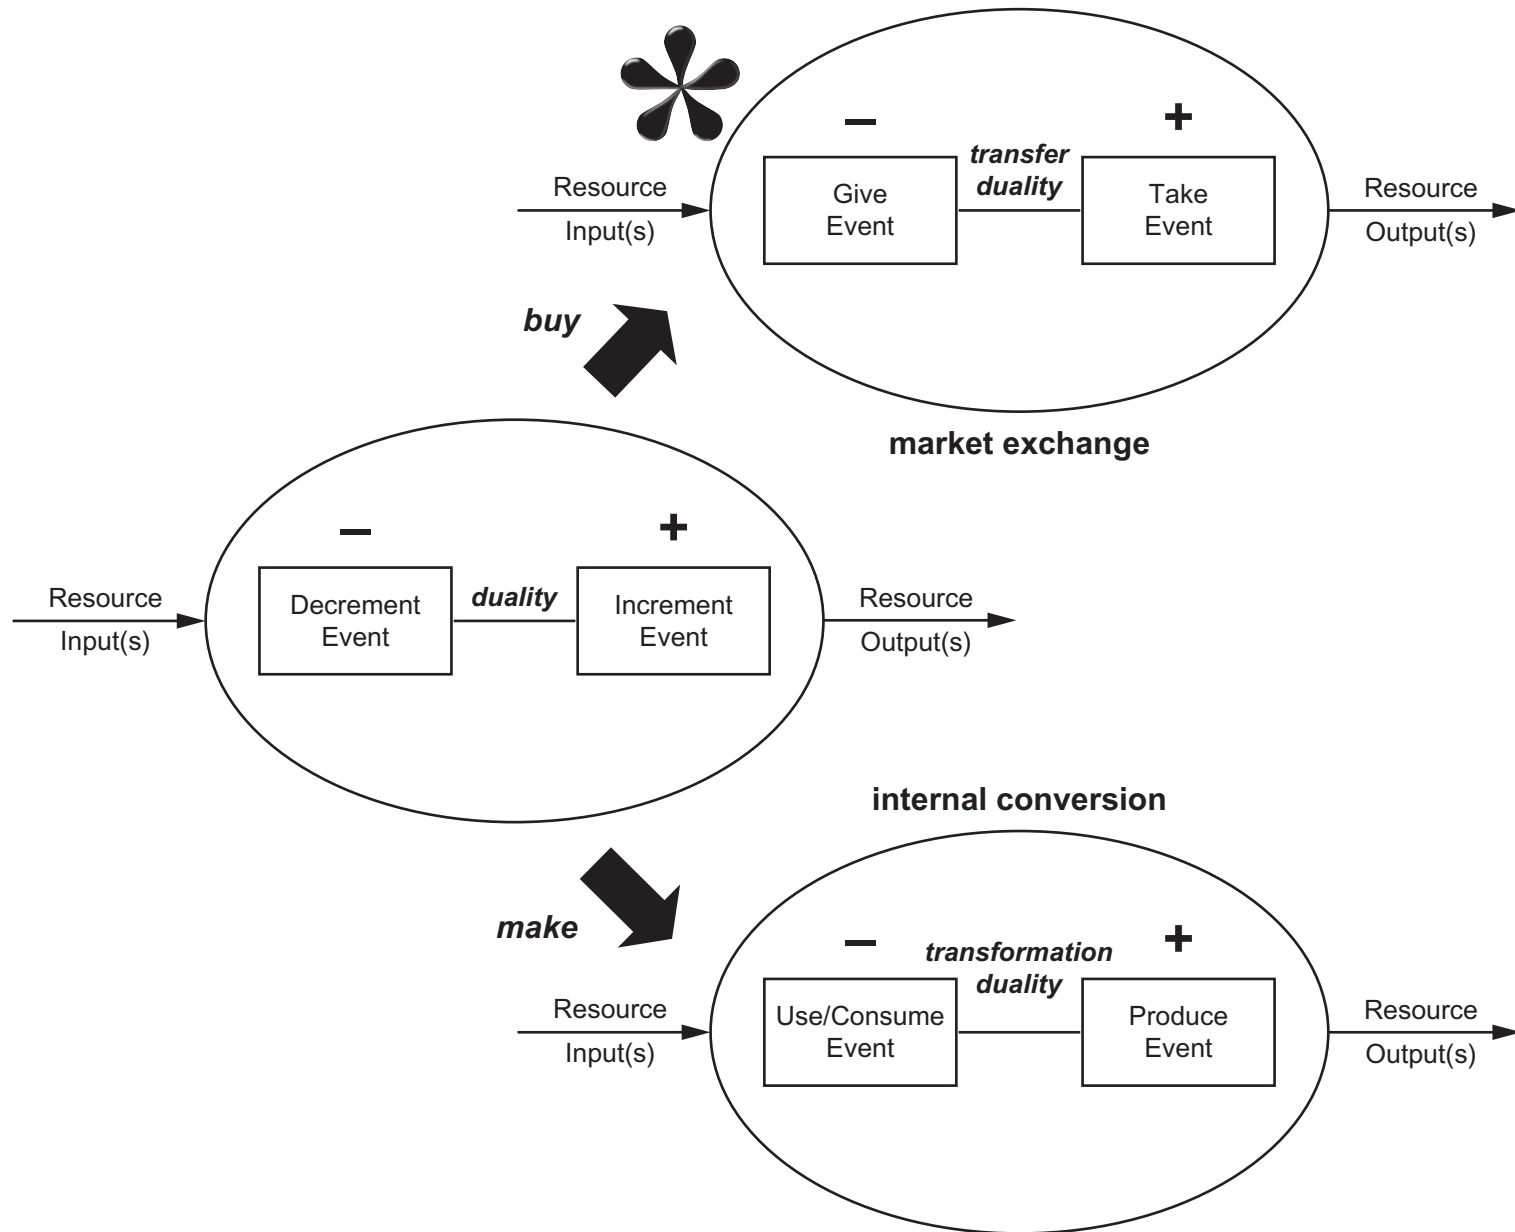 –
+
transfer
duality
Give
Event
Take
Event
Resource
Input(s)
Resource
Output(s)
buy
market exchange
–
+
Decrement
Event
duality
Increment
Event
Resource
Input(s)
Resource
Output(s)
make
internal conversion
–
+
transformation
duality
Use/Consume
Event
Produce
Event
Resource
Input(s)
Resource
Output(s)